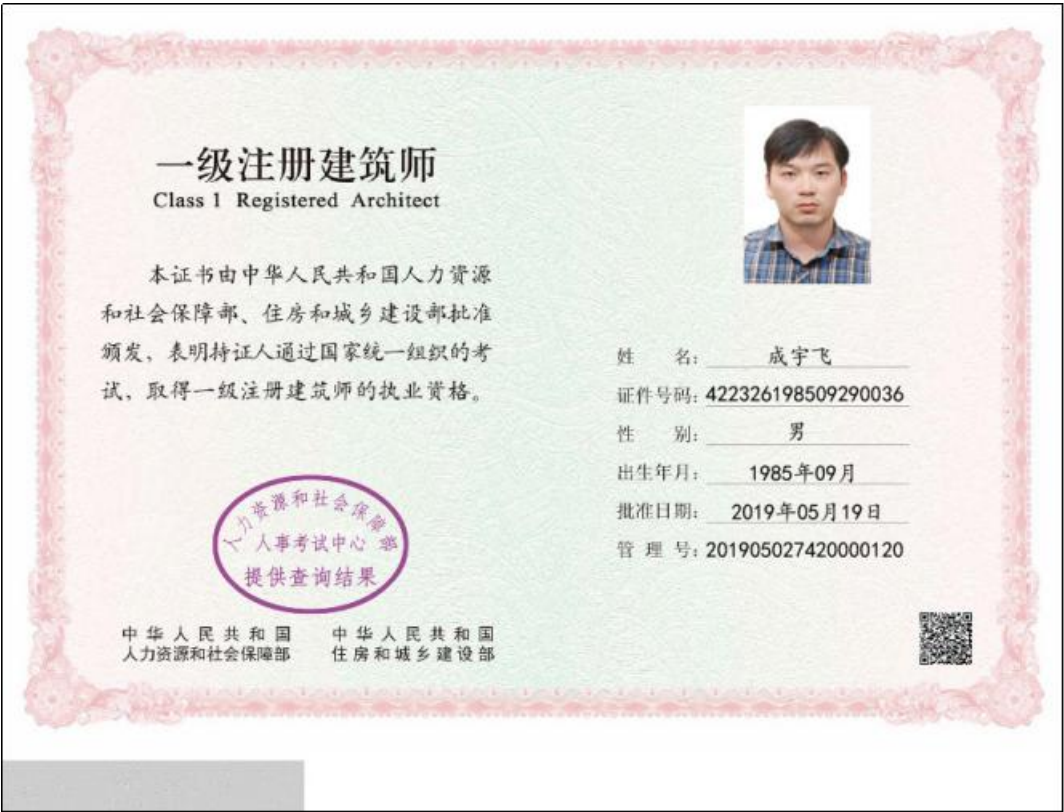 一级注册建筑师
Class 1 Registered Architect
本证书由中华人民共和国人力资源
和社会保障部、住房和城乡建设部批准
颁发，表明持证人通过国家统一组织的考
试，取得一级注册建筑师的执业资格。
人力资源和社会保障部
人事考试中心
提供查询结果
中华人民共和国
人力资源和社会保障部
中华人民共和国
住房和城乡建设部
姓 名：成宇飞
证件号码：422326198509290036
性 别：男
出生年月：1985年09月
批准日期：2019年05月19日
管 理 号：201905027420000120